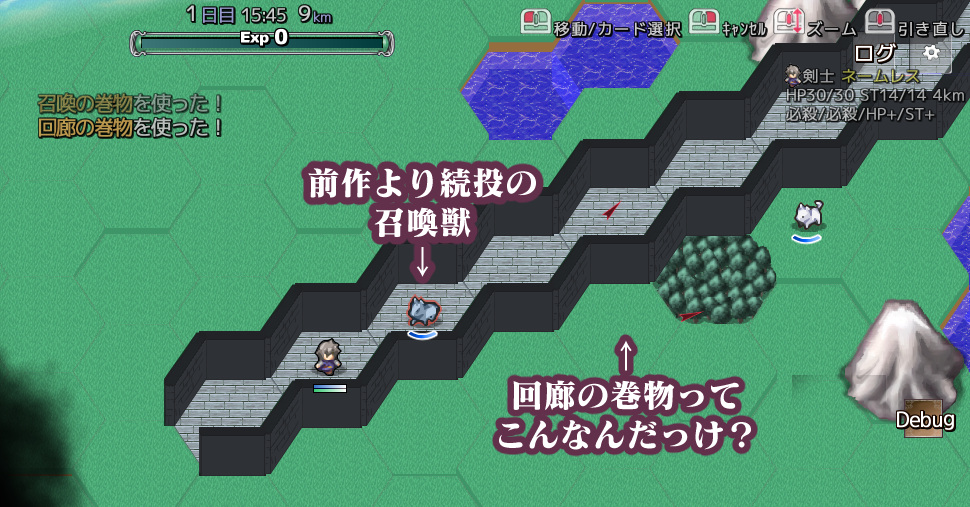 1日目 15:45 9km
Exp 0
移動/カード選択 キャンセル ズーム 引き直し
ログ
剣士 ネームレス
HP30/30 ST14/14 4km
必殺/必殺/HP+/ST+
召喚の巻物を使った！
回廊の巻物を使った！
前作より続投の
召喚獣
↓
↑
回廊の巻物って
こんなんだっけ？
Debug